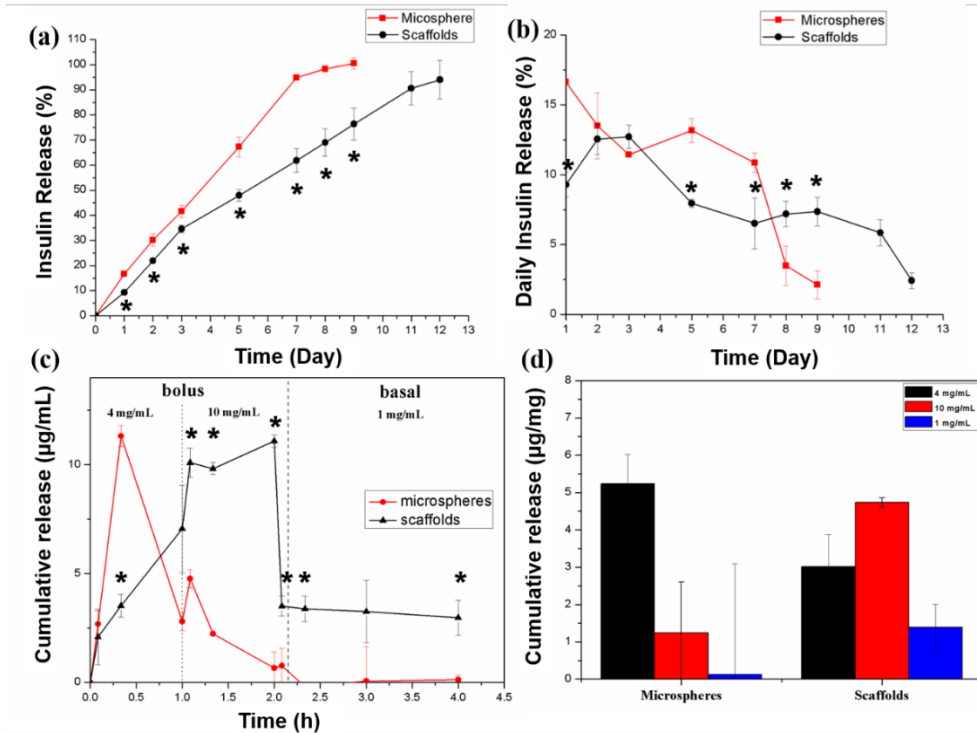 (a)
Micosphere
Scaffolds
Insulin Release (%)
110
100
90
80
70
60
50
40
30
20
10
0
0 1 2 3 4 5 6 7 8 9 10 11 12 13
Time (Day)
* * * * * * *
(b)
Microspheres
Scaffolds
Daily Insulin Release (%)
20
15
10
5
0
1 2 3 4 5 6 7 8 9 10 11 12 13
Time (Day)
* * * * *
(c)
bolus
basal
4 mg/mL
10 mg/mL
1 mg/mL
microspheres
scaffolds
Cumulative release (µg/mL)
10
5
0
0.0 0.5 1.0 1.5 2.0 2.5 3.0 3.5 4.0 4.5
Time (h)
* * * * * * *
(d)
4 mg/mL
10 mg/mL
1 mg/mL
Cumulative release (µg/mg)
8
7
6
5
4
3
2
1
0
Microspheres
Scaffolds